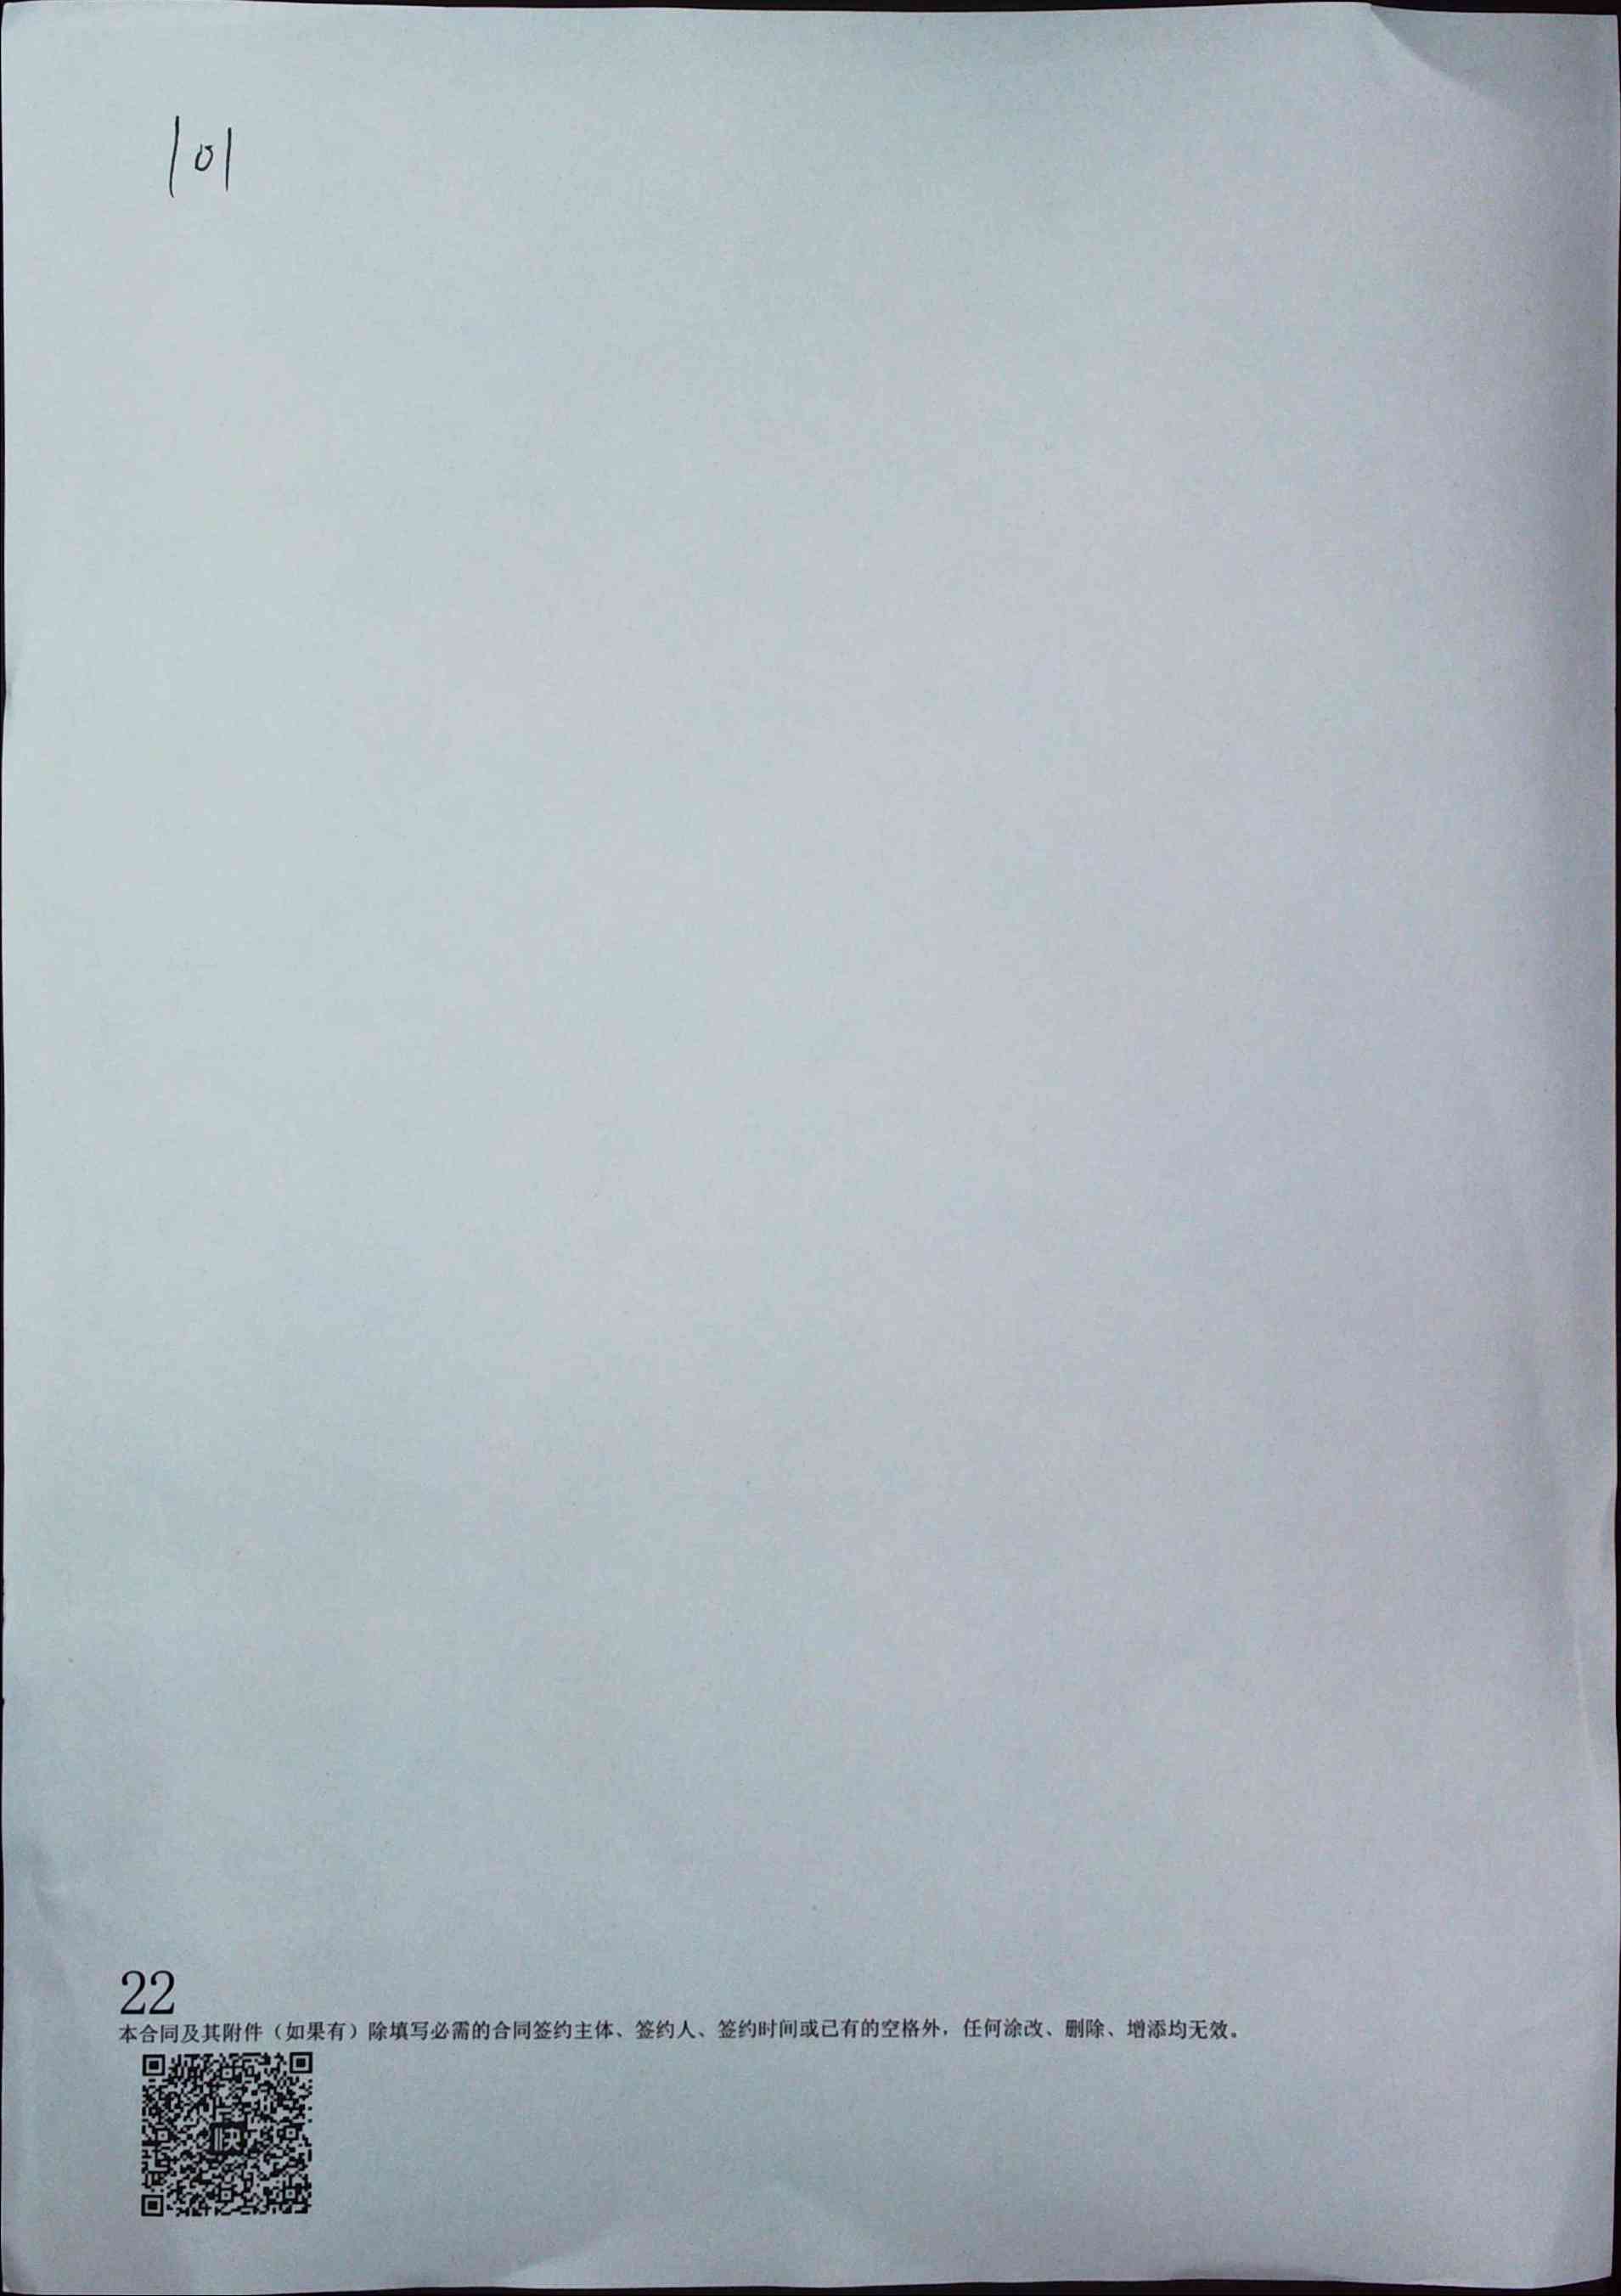 101
22
本合同及其附件（如果有）除填写必需的合同签约主体、签约人、签约时间或已有的空格外，任何涂改、删除、增添均无效。
快